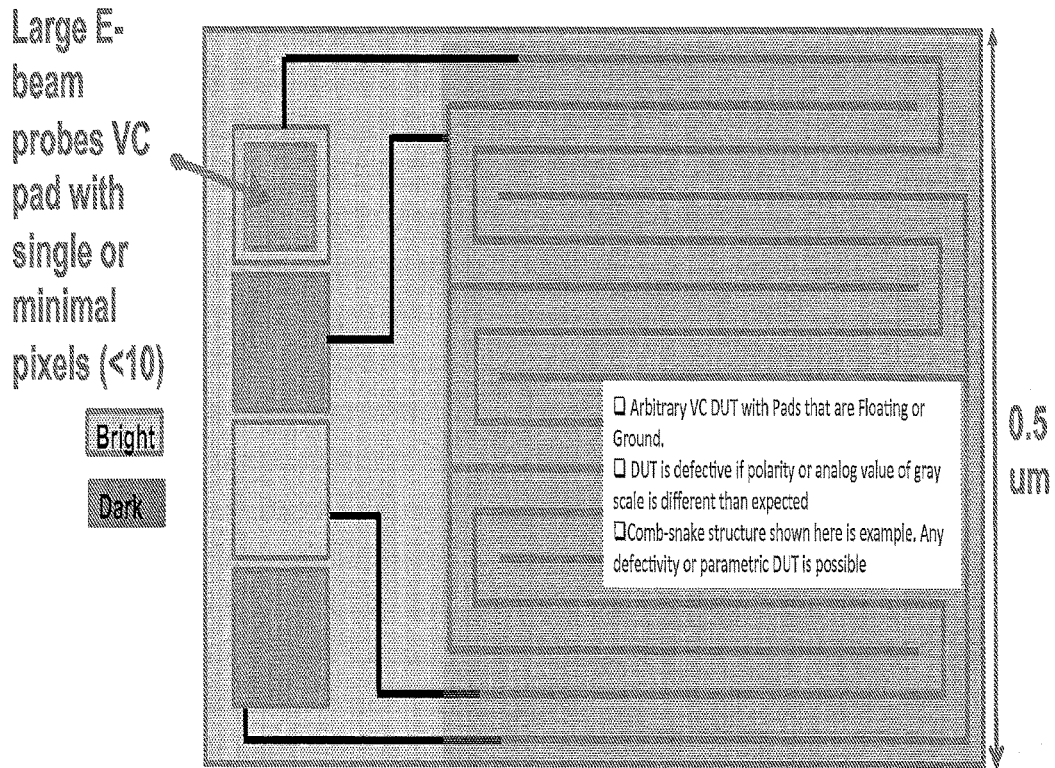 Large E-
beam
probes VC
pad with
single or
minimal
pixels (<10)
Bright
Dark
❑ Arbitrary VC DUT with Pads that are Floating or
Ground.
❑ DUT is defective if polarity or analog value of gray
scale is different than expected
❑Comb-snake structure shown here is example. Any
defectivity or parametric DUT is possible
0.5
um